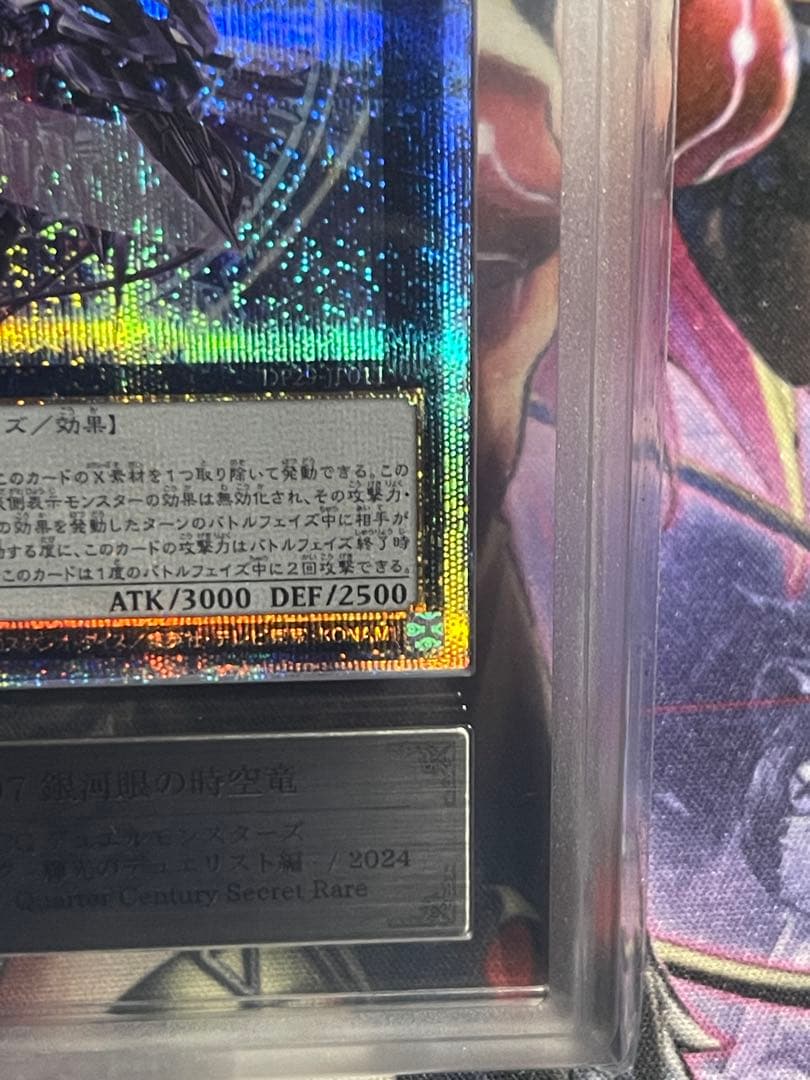 DP29-JP011
ズ/効果】
このカードのX素材を1つ取り除いて発動できる。この
側表示モンスターの効果は無効化され、その攻撃力・
の効果を発動したターンのバトルフェイズ中に相手が
する度に、このカードの攻撃力はバトルフェイズ終了時
このカードは1度のバトルフェイズ中に2回攻撃できる。
ATK/3000 DEF/2500
KONAMI
7 銀河眼の時空竜
デュエルモンスターズ
輝光のデュエリスト編 / 2024
Quarter Century Secret Rare